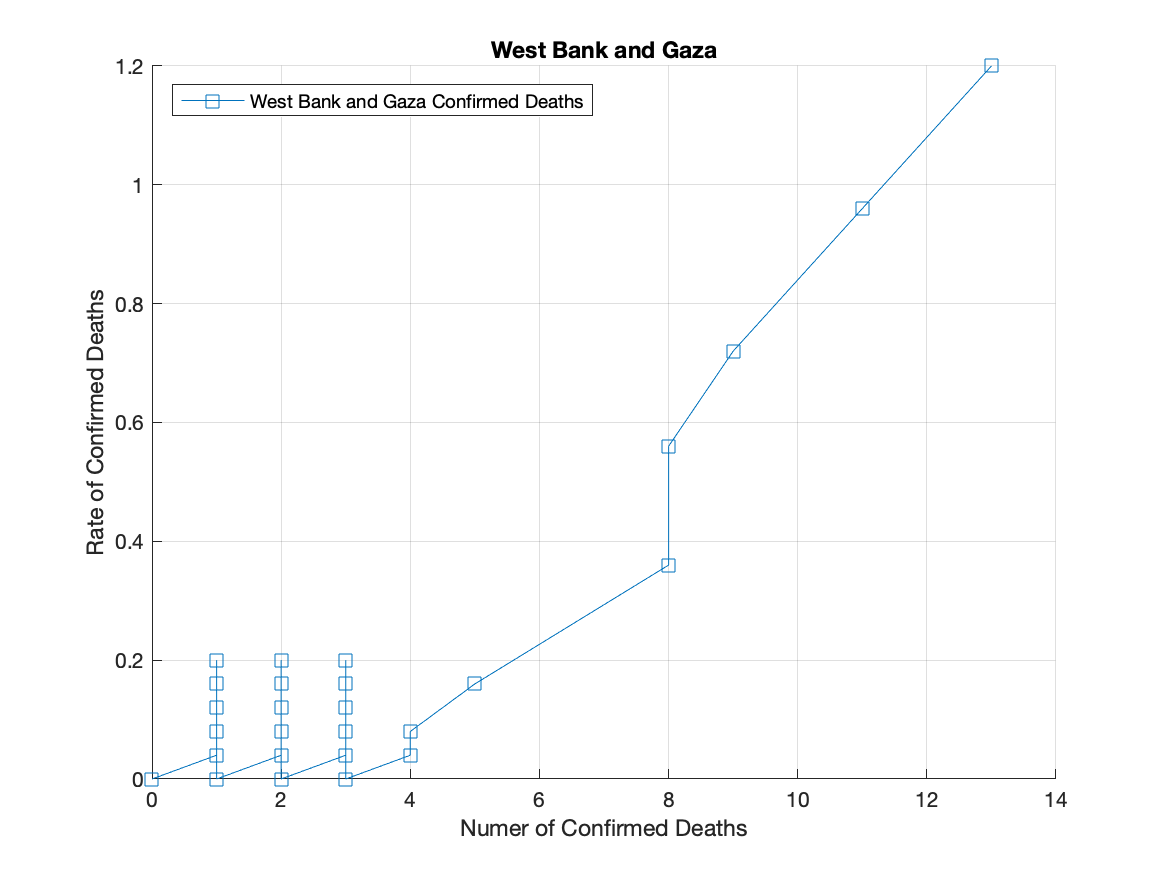 West Bank and Gaza
West Bank and Gaza Confirmed Deaths
1.2
1
0.8
0.6
0.4
0.2
0
Rate of Confirmed Deaths
0 2 4 6 8 10 12 14
Numer of Confirmed Deaths